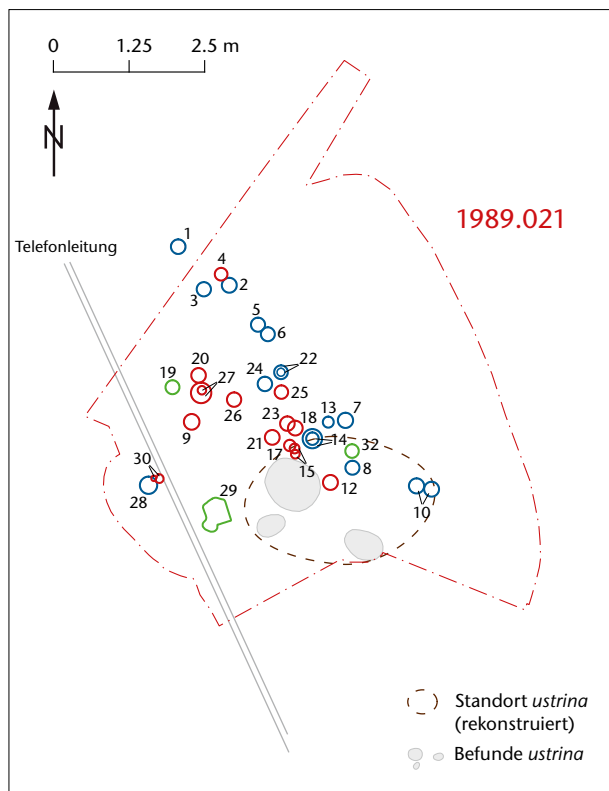 0 1.25 2.5 m
N
1989.021
1
Telefonleitung
4
3 2
5
6
20 22
19 27 24
25
26
23 18 13 7
9 21 14
32
17
15 8
30
12
28 29 10
Standort ustrina
(rekonstruiert)
Befunde ustrina